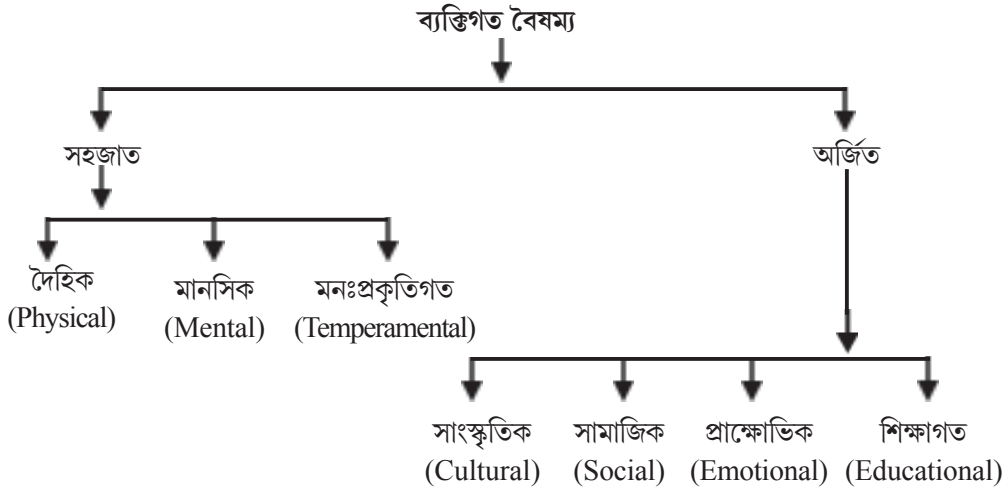 ব্যক্তিগত বৈষম্য
সহজাত
অর্জিত
দৈহিক
(Physical)
মানসিক
(Mental)
মনঃপ্রকৃতিগত
(Temperamental)
সাংস্কৃতিক
(Cultural)
সামাজিক
(Social)
প্রাক্ষোভিক
(Emotional)
শিক্ষাগত
(Educational)